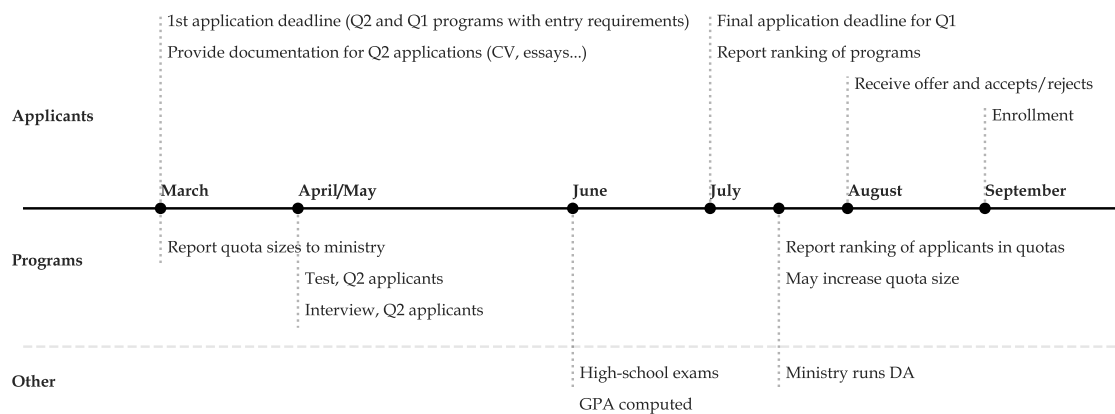 1st application deadline (Q2 and Q1 programs with entry requirements)
Provide documentation for Q2 applications (CV, essays...)
Final application deadline for Q1
Report ranking of programs
Receive offer and accepts/rejects
Applicants
Enrollment
March
April/May
June
July
August
September
Programs
Report quota sizes to ministry
Test, Q2 applicants
Interview, Q2 applicants
Report ranking of applicants in quotas
May increase quota size
Other
High-school exams
GPA computed
Ministry runs DA